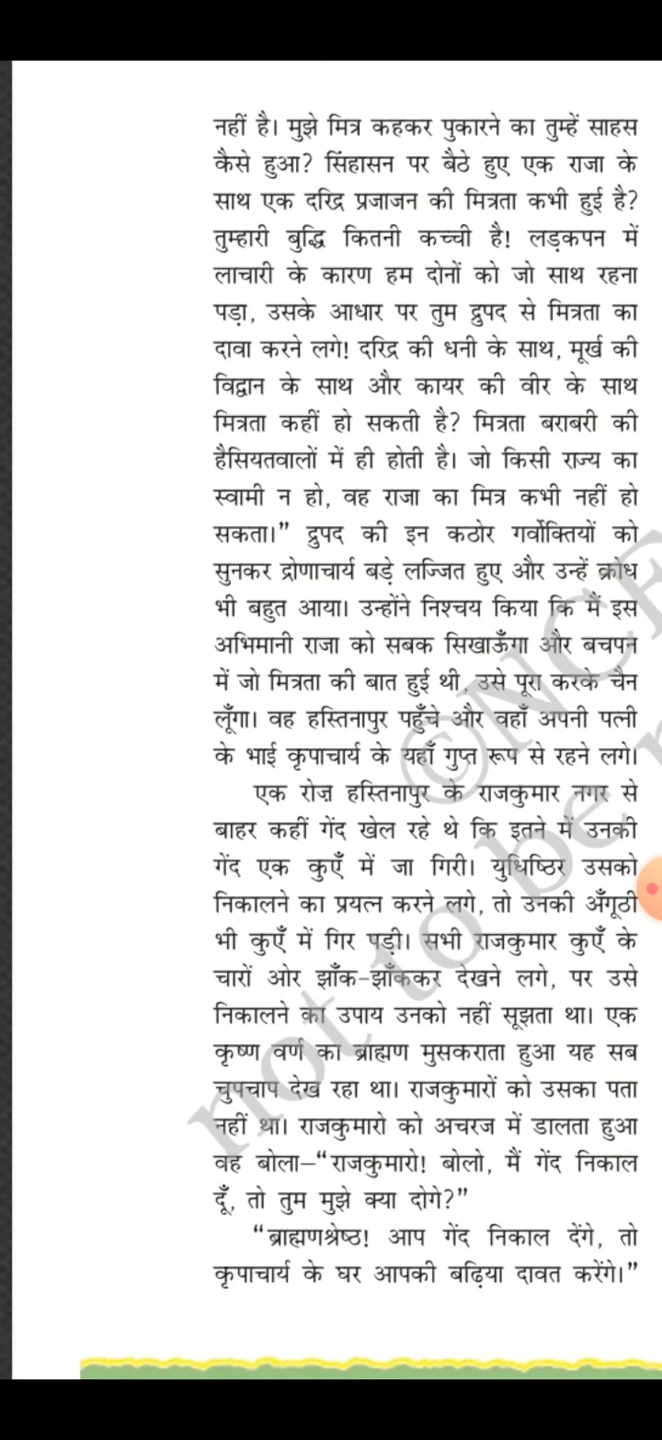 नहीं है। मुझे मित्र कहकर पुकारने का तुम्हें साहस
कैसे हुआ? सिंहासन पर बैठे हुए एक राजा के
साथ एक दरिद्र प्रजाजन की मित्रता कभी हुई है?
तुम्हारी बुद्धि कितनी कच्ची है! लड़कपन में
लाचारी के कारण हम दोनों को जो साथ रहना
पड़ा, उसके आधार पर तुम द्रुपद से मित्रता का
दावा करने लगे! दरिद्र की धनी के साथ, मूर्ख की
विद्वान के साथ और कायर की वीर के साथ
मित्रता कहीं हो सकती है? मित्रता बराबरी की
हैसियतवालों में ही होती है। जो किसी राज्य का
स्वामी न हो, वह राजा का मित्र कभी नहीं हो
सकता।” द्रुपद की इन कठोर गर्वोक्तियों को
सुनकर द्रोणाचार्य बड़े लज्जित हुए और उन्हें क्रोध
भी बहुत आया। उन्होंने निश्चय किया कि मैं इस
अभिमानी राजा को सबक सिखाऊँगा और बचपन
में जो मित्रता की बात हुई थी, उसे पूरा करके चैन
लूँगा। वह हस्तिनापुर पहुँचे और वहाँ अपनी पत्नी
के भाई कृपाचार्य के यहाँ गुप्त रूप से रहने लगे।
एक रोज़ हस्तिनापुर के राजकुमार नगर से
बाहर कहीं गेंद खेल रहे थे कि इतने में उनकी
गेंद एक कुएँ में जा गिरी। युधिष्ठिर उसको
निकालने का प्रयत्न करने लगे, तो उनकी अँगूठी
भी कुएँ में गिर पड़ी। सभी राजकुमार कुएँ के
चारों ओर झाँक-झाँककर देखने लगे, पर उसे
निकालने का उपाय उनको नहीं सूझता था। एक
कृष्ण वर्ण का ब्राह्मण मुसकराता हुआ यह सब
चुपचाप देख रहा था। राजकुमारों को उसका पता
नहीं था। राजकुमारो को अचरज में डालता हुआ
वह बोला–“राजकुमारो! बोलो, मैं गेंद निकाल
दूँ, तो तुम मुझे क्या दोगे?”
“ब्राह्मणश्रेष्ठ! आप गेंद निकाल देंगे, तो
कृपाचार्य के घर आपकी बढ़िया दावत करेंगे।”
©NCE
not to be r